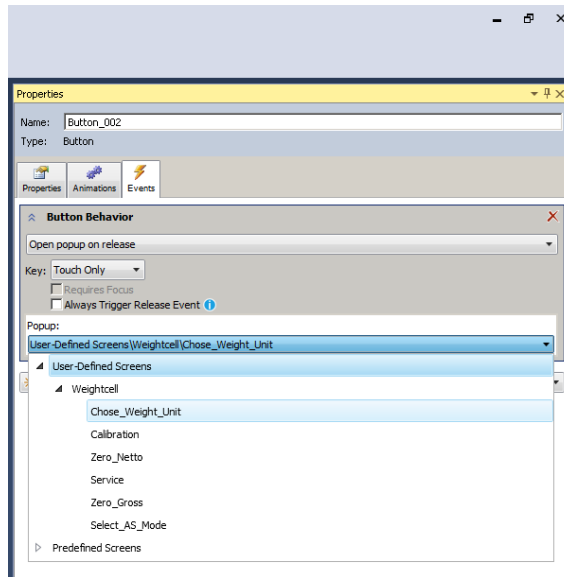 Properties
Name: Button_002
Type: Button
Properties Animations Events
Button Behavior
Open popup on release
Key: Touch Only
Requires Focus
Always Trigger Release Event
Popup:
User-Defined Screens\Weightcell\Chose_Weight_Unit
User-Defined Screens
Weightcell
Chose_Weight_Unit
Calibration
Zero_Netto
Service
Zero_Gross
Select_AS_Mode
Predefined Screens